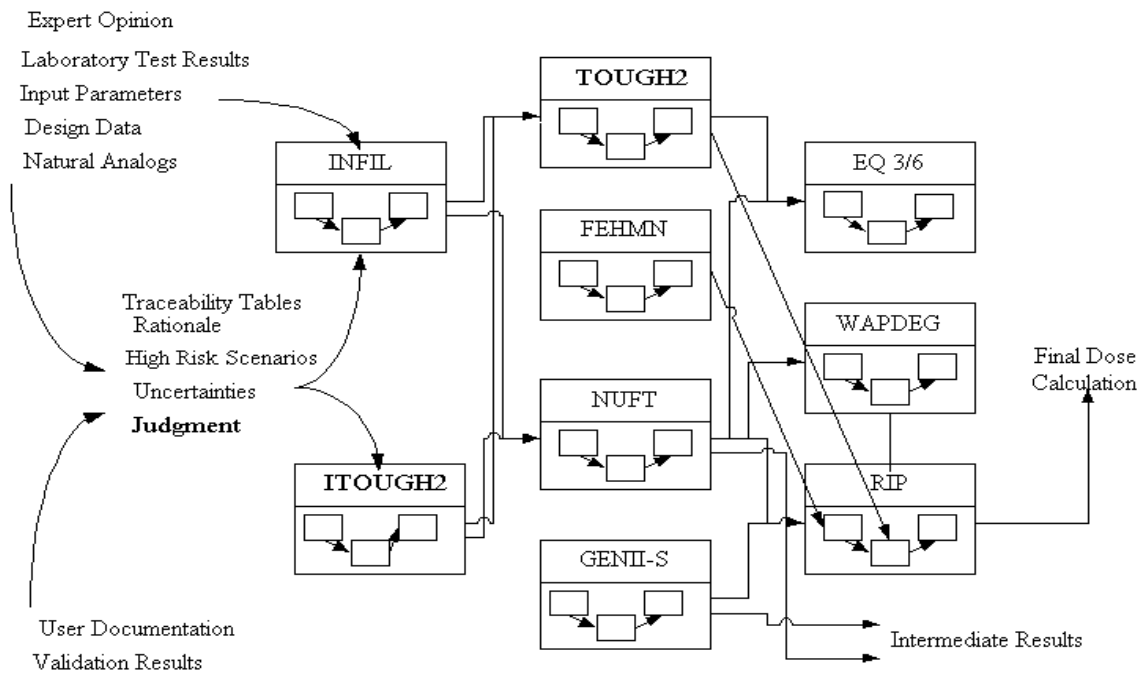 Expert Opinion
Laboratory Test Results
Input Parameters
Design Data
Natural Analogs
INFIL
Traceability Tables
Rationale
High Risk Scenarios
Uncertainties
Judgment
ITOUGH2
User Documentation
Validation Results
TOUGH2
FEHMN
NUFT
GENII-S
EQ 3/6
WAPDEG
RIP
Final Dose
Calculation
Intermediate Results